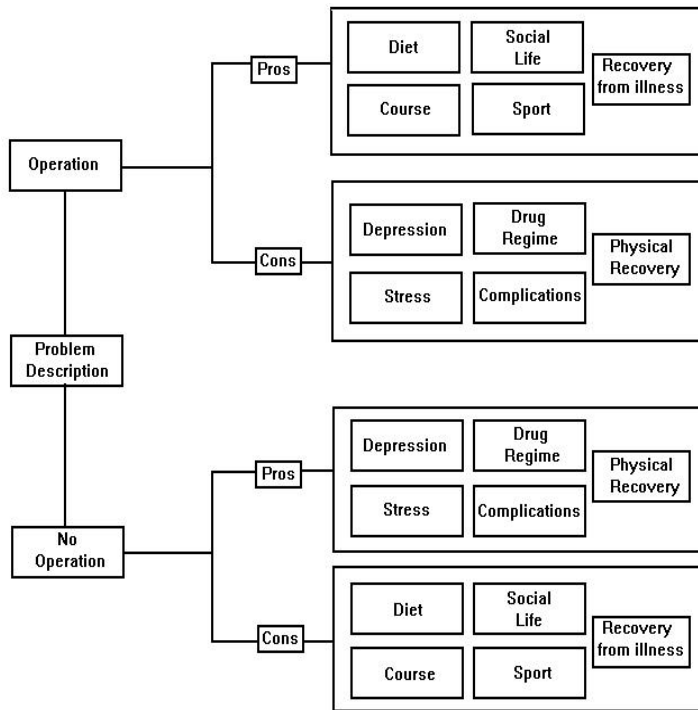 Diet
Social
Life
Recovery
from illness
Pros
Course
Sport
Operation
Depression
Drug
Regime
Physical
Recovery
Cons
Stress
Complications
Problem
Description
Depression
Drug
Regime
Physical
Recovery
Pros
Stress
Complications
No
Operation
Diet
Social
Life
Recovery
from illness
Cons
Course
Sport